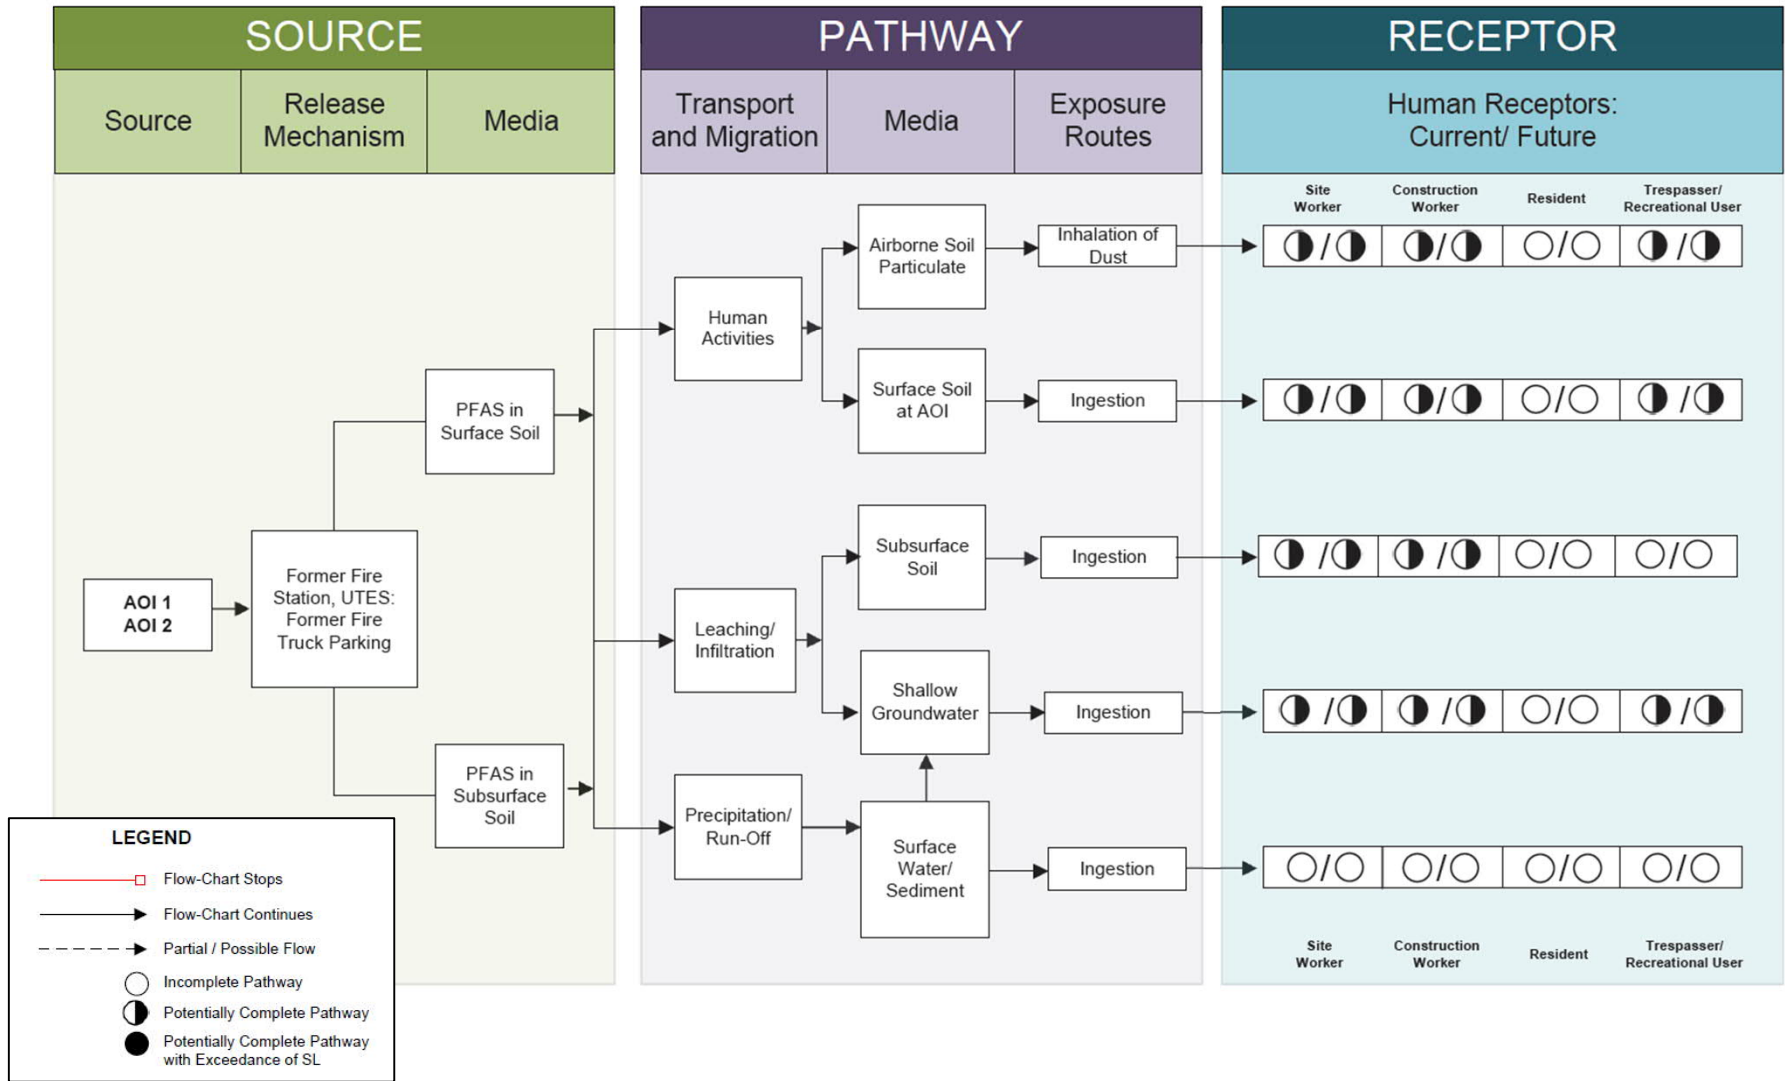 SOURCE
PATHWAY
RECEPTOR
Source
Release
Mechanism
Media
Transport
and Migration
Media
Exposure
Routes
Human Receptors:
Current/ Future
Site
Worker
Construction
Worker
Resident
Trespasser/
Recreational User
AOI 1
AOI 2
Former Fire
Station, UTES:
Former Fire
Truck Parking
PFAS in
Surface Soil
PFAS in
Subsurface
Soil
Human
Activities
Leaching/
Infiltration
Precipitation/
Run-Off
Airborne Soil
Particulate
Inhalation of
Dust
/
/
/
/
Surface Soil
at AOI
Ingestion
/
/
/
/
Subsurface
Soil
Ingestion
/
/
/
/
Shallow
Groundwater
Ingestion
/
/
/
/
Surface
Water/
Sediment
Ingestion
/
/
/
/
Site
Worker
Construction
Worker
Resident
Trespasser/
Recreational User
LEGEND
Flow-Chart Stops
Flow-Chart Continues
Partial / Possible Flow
Incomplete Pathway
Potentially Complete Pathway
Potentially Complete Pathway
with Exceedance of SL